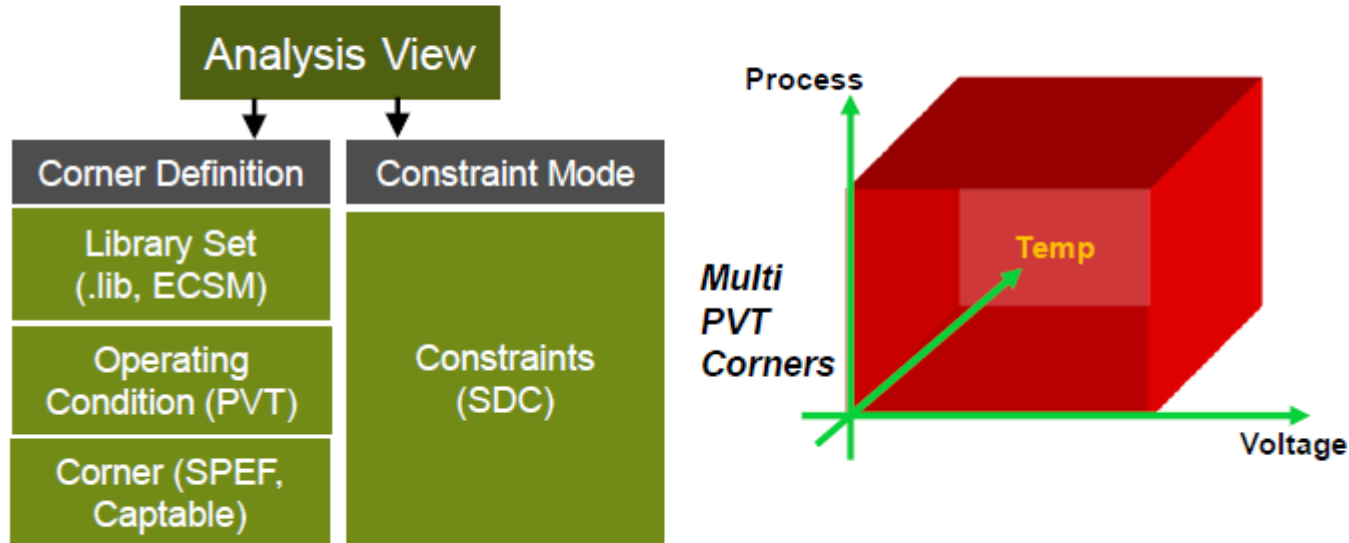 Analysis View
Corner Definition
Constraint Mode
Library Set
(.lib, ECSM)
Operating
Condition (PVT)
Corner (SPEF,
Captable)
Constraints
(SDC)
Process
Temp
Multi
PVT
Corners
Voltage